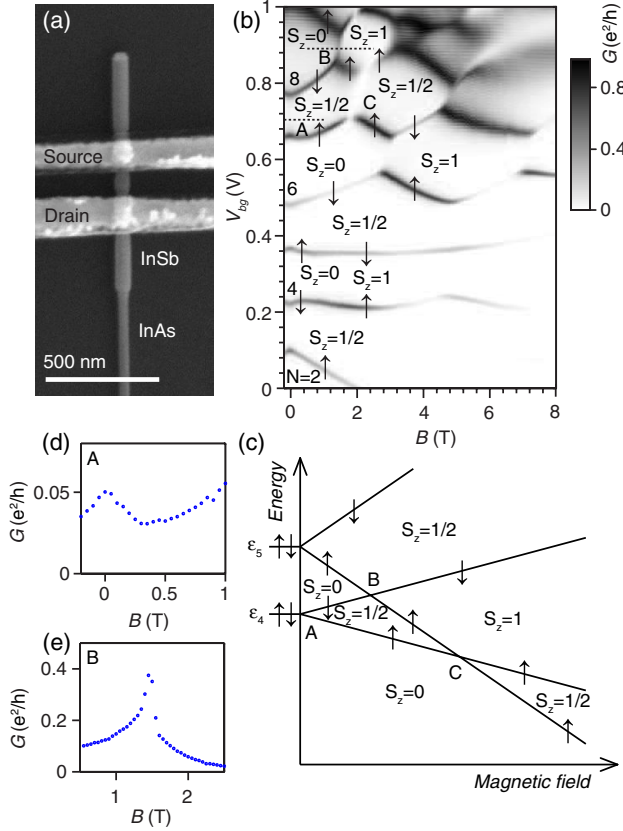 (a)
Source
Drain
InSb
InAs
500 nm
(b)
V_bg (V)
1
0.8
0.6
0.4
0.2
0
S_z=0
S_z=1
B
8
S_z=1/2
S_z=1/2
C
A
S_z=0
S_z=1
6
S_z=1/2
S_z=0
S_z=1
4
S_z=1/2
N=2
0 2 4 6 8
B (T)
G (e²/h)
0.8
0.4
0
(d)
A
G (e²/h)
0.05
0
0 0.5 1
B (T)
(e)
B
G (e²/h)
0.4
0.2
0
1 2
B (T)
(c)
Energy
ε₅
ε₄
S_z=1/2
S_z=0
B
S_z=1/2
A
S_z=1
C
S_z=0
S_z=1/2
Magnetic field